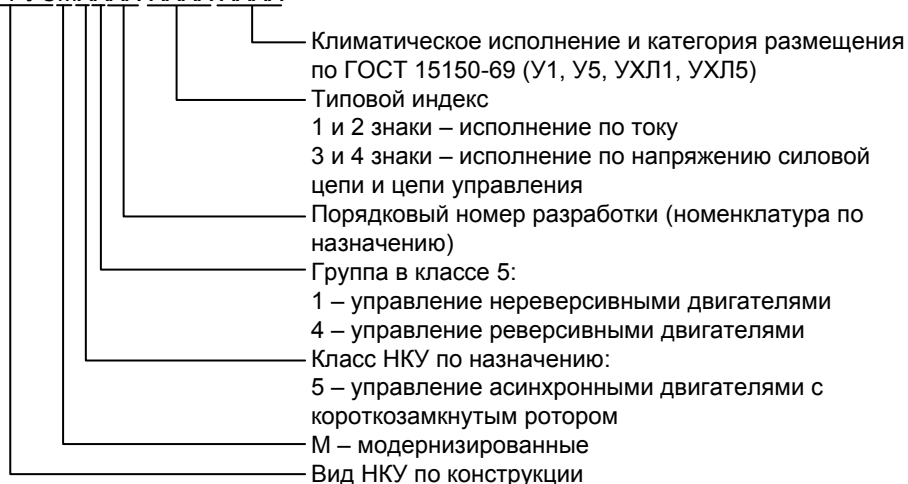 Климатическое исполнение и категория размещения
по ГОСТ 15150-69 (У1, У5, УХЛ1, УХЛ5)
Типовой индекс
1 и 2 знаки – исполнение по току
3 и 4 знаки – исполнение по напряжению силовой
цепи и цепи управления
Порядковый номер разработки (номенклатура по
назначению)
Группа в классе 5:
1 – управление нереверсивными двигателями
4 – управление реверсивными двигателями
Класс НКУ по назначению:
5 – управление асинхронными двигателями с
короткозамкнутым ротором
М – модернизированные
Вид НКУ по конструкции